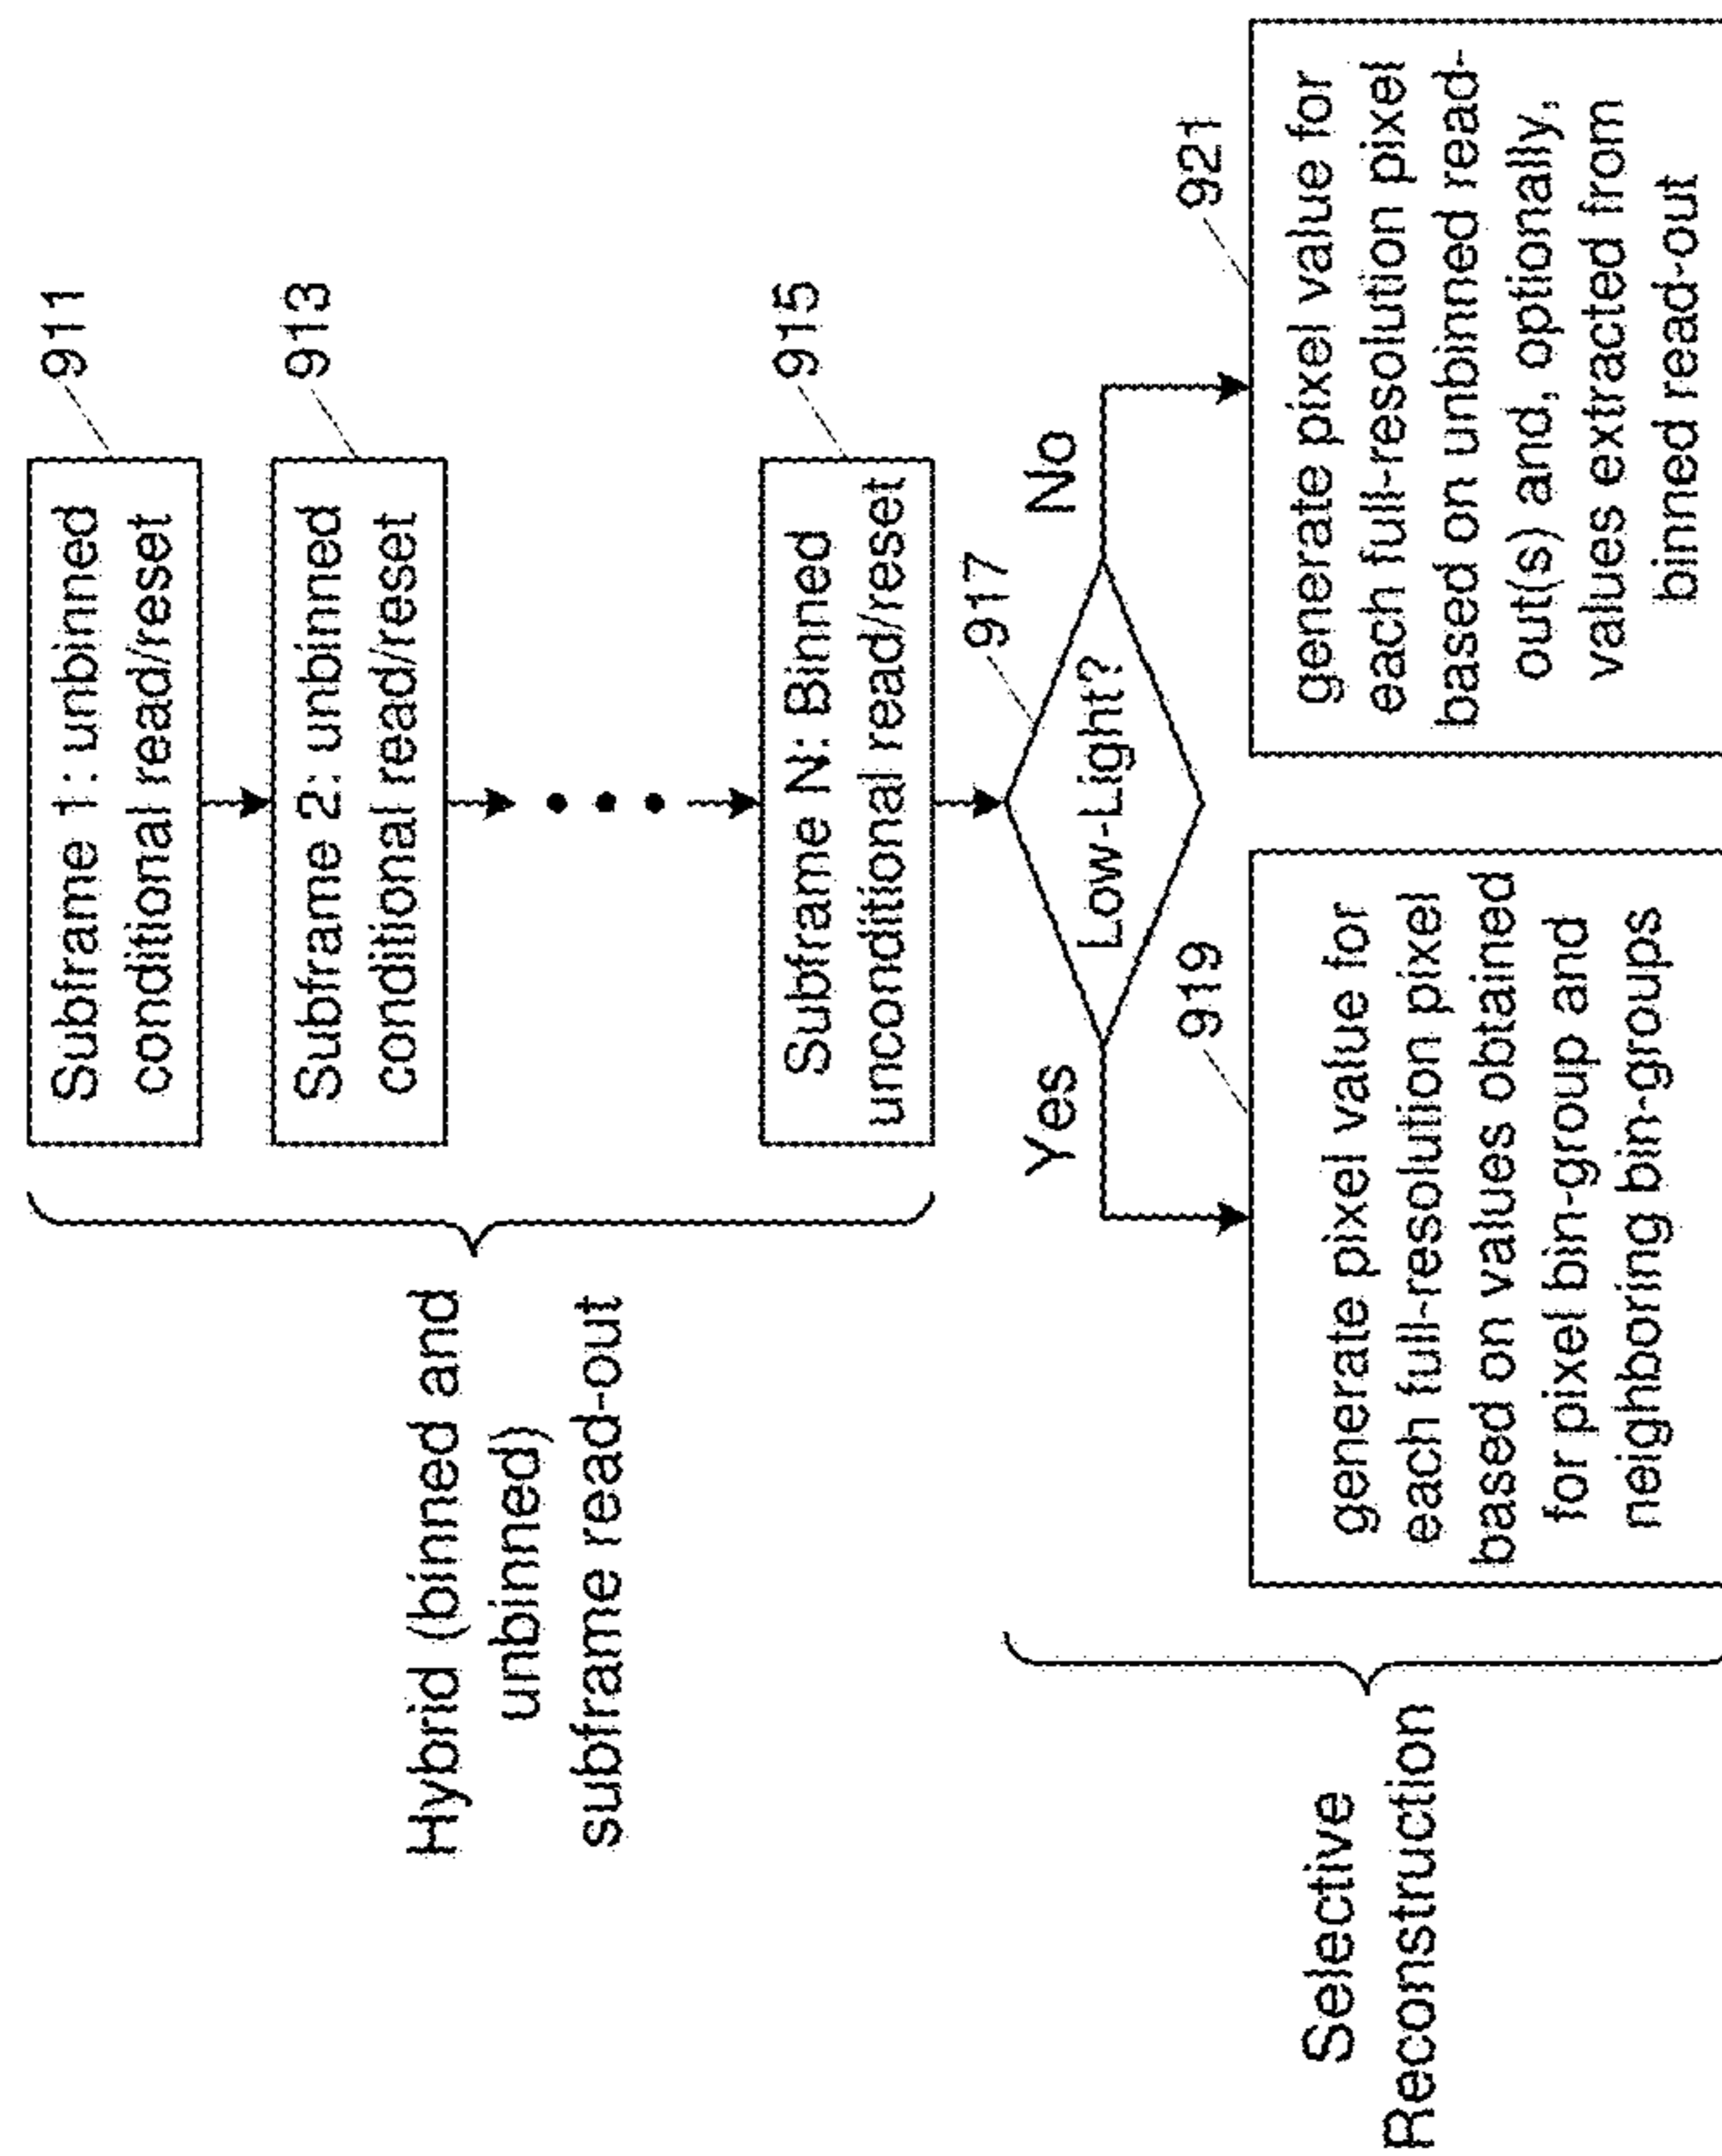 Subframe 1: unbinned
conditional read/reset
911
Subframe 2: unbinned
conditional read/reset
913
Hybrid (binned and
unbinned)
subframe read-out
Subframe N: Binned
unconditional read/reset
915
917
Low-Light?
Yes
No
919
921
Selective
Reconstruction
generate pixel value for
each full-resolution pixel
based on values obtained
for pixel bin-group and
neighboring bin-groups
generate pixel value for
each full-resolution pixel
based on unbinned read-
out(s) and, optionally,
values extracted from
binned read-out